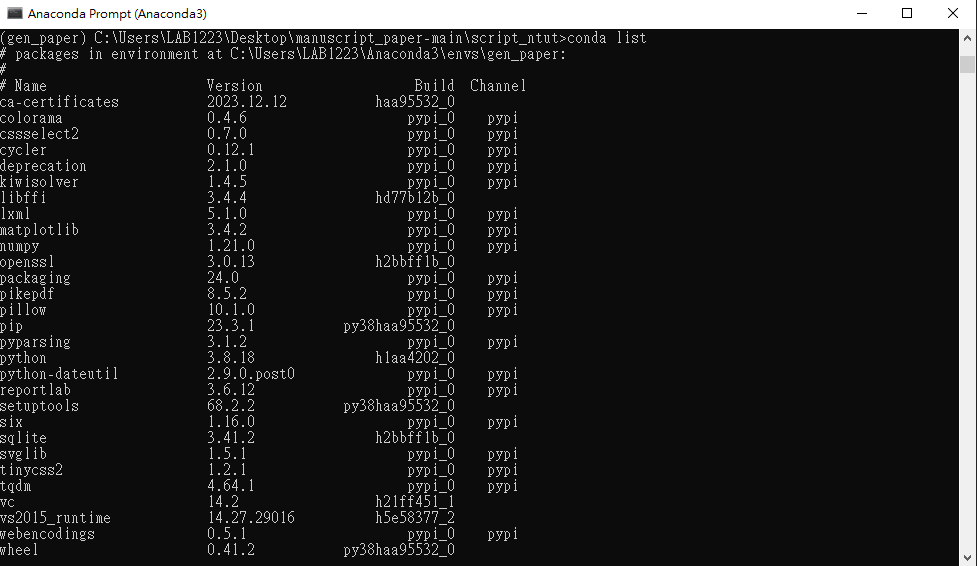 Anaconda Prompt (Anaconda3)
(gen_paper) C:\Users\LAB1223\Desktop\manuscript_paper-main\script_ntut>conda list
# packages in environment at C:\Users\LAB1223\Anaconda3\envs\gen_paper:
#
# Name Version Build Channel
ca-certificates 2023.12.12 haa95532_0
colorama 0.4.6 pypi_0 pypi
cssselect2 0.7.0 pypi_0 pypi
cycler 0.12.1 pypi_0 pypi
deprecation 2.1.0 pypi_0 pypi
kiwisolver 1.4.5 pypi_0 pypi
libffi 3.4.4 hd77b12b_0
lxml 5.1.0 pypi_0 pypi
matplotlib 3.4.2 pypi_0 pypi
numpy 1.21.0 pypi_0 pypi
openssl 3.0.13 h2bbff1b_0
packaging 24.0 pypi_0 pypi
pikepdf 8.5.2 pypi_0 pypi
pillow 10.1.0 pypi_0 pypi
pip 23.3.1 py38haa95532_0
pyparsing 3.1.2 pypi_0 pypi
python 3.8.18 h1aa4202_0
python-dateutil 2.9.0.post0 pypi_0 pypi
reportlab 3.6.12 pypi_0 pypi
setuptools 68.2.2 py38haa95532_0
six 1.16.0 pypi_0 pypi
sqlite 3.41.2 h2bbff1b_0
svglib 1.5.1 pypi_0 pypi
tinycss2 1.2.1 pypi_0 pypi
tqdm 4.64.1 pypi_0 pypi
vc 14.2 h21ff451_1
vs2015_runtime 14.27.29016 h5e58377_2
webencodings 0.5.1 pypi_0 pypi
wheel 0.41.2 py38haa95532_0